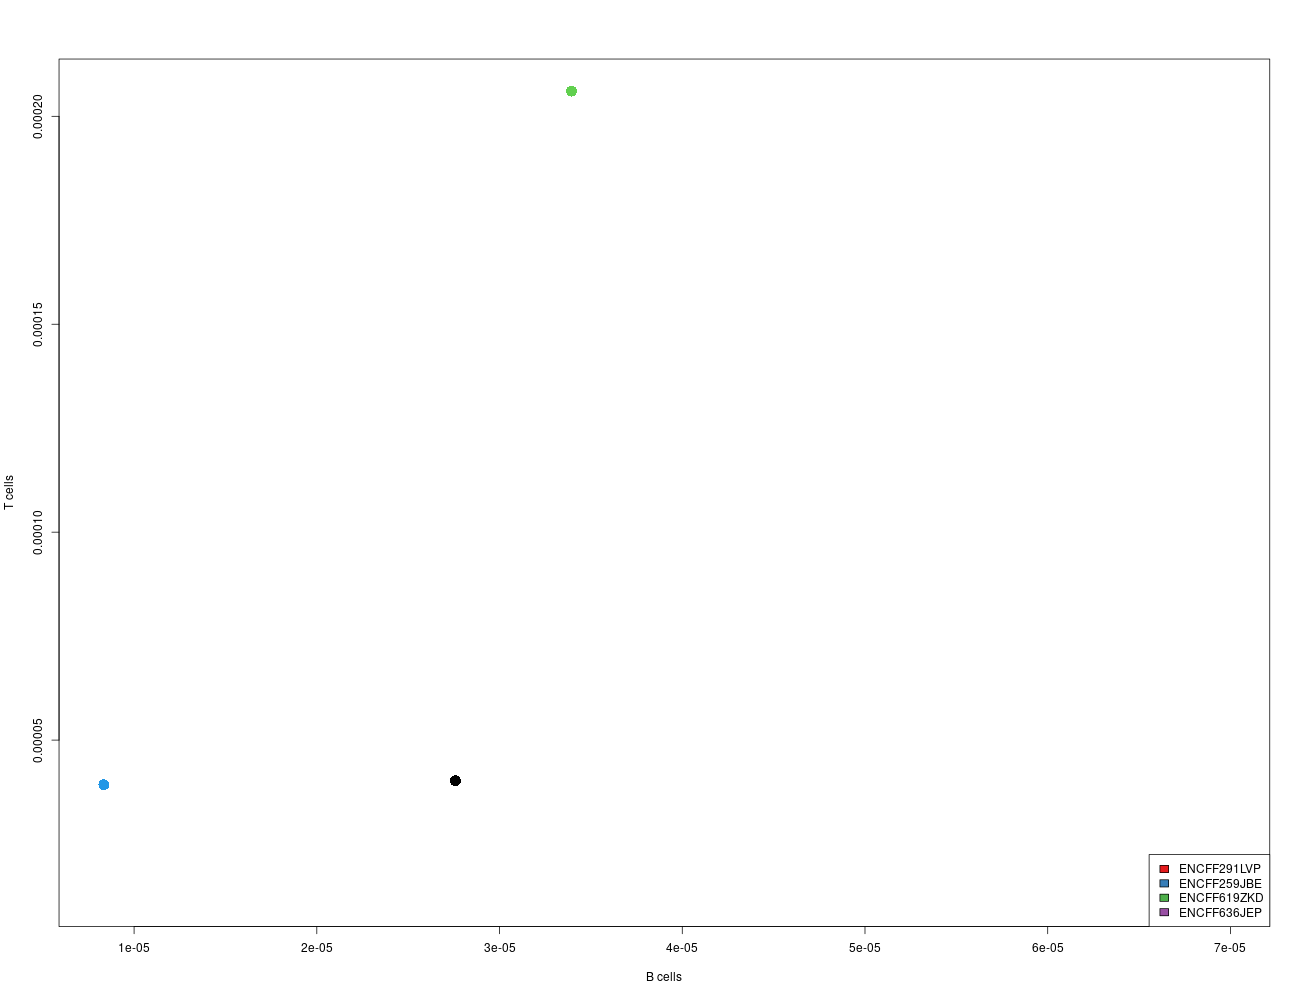 0.00020
0.00015
0.00010
0.00005
T cells
1e-05 2e-05 3e-05 4e-05 5e-05 6e-05 7e-05
B cells
ENCFF291LVP
ENCFF259JBE
ENCFF619ZKD
ENCFF636JEP